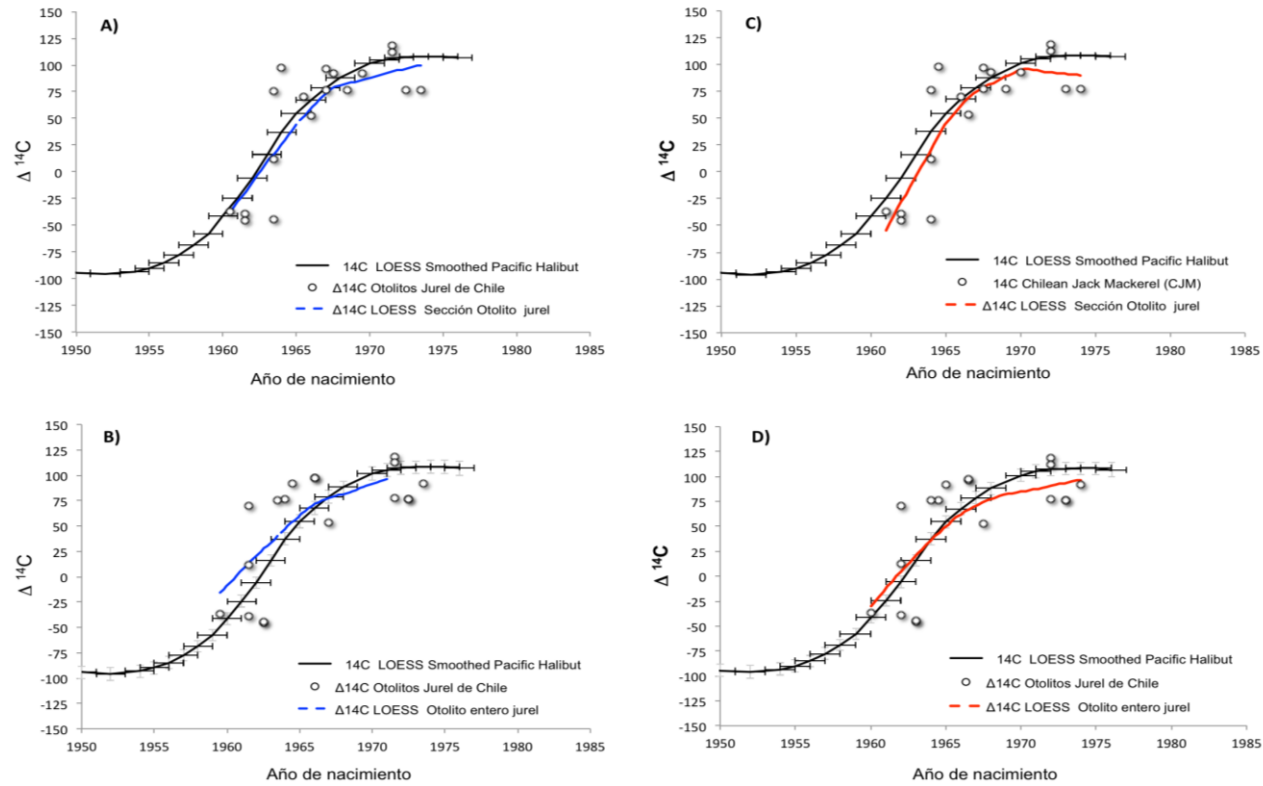 A)
150
125
100
75
50
25
0
-25
-50
-75
-100
-125
-150
Δ 14C
14C LOESS Smoothed Pacific Halibut
Δ14C Otolitos Jurel de Chile
Δ14C LOESS Sección Otolito jurel
1950 1955 1960 1965 1970 1975 1980 1985
Año de nacimiento
C)
150
125
100
75
50
25
0
-25
-50
-75
-100
-125
-150
Δ 14C
14C LOESS Smoothed Pacific Halibut
14C Chilean Jack Mackerel (CJM)
Δ14C LOESS Sección Otolito jurel
1950 1955 1960 1965 1970 1975 1980 1985
Año de nacimiento
B)
150
125
100
75
50
25
0
-25
-50
-75
-100
-125
-150
Δ 14C
14C LOESS Smoothed Pacific Halibut
Δ14C Otolitos Jurel de Chile
Δ14C LOESS Otolito entero jurel
1950 1955 1960 1965 1970 1975 1980 1985
Año de nacimiento
D)
150
125
100
75
50
25
0
-25
-50
-75
-100
-125
-150
Δ 14C
14C LOESS Smoothed Pacific Halibut
Δ14C Otolitos Jurel de Chile
Δ14C LOESS Otolito entero jurel
1950 1955 1960 1965 1970 1975 1980 1985
Año de nacimiento